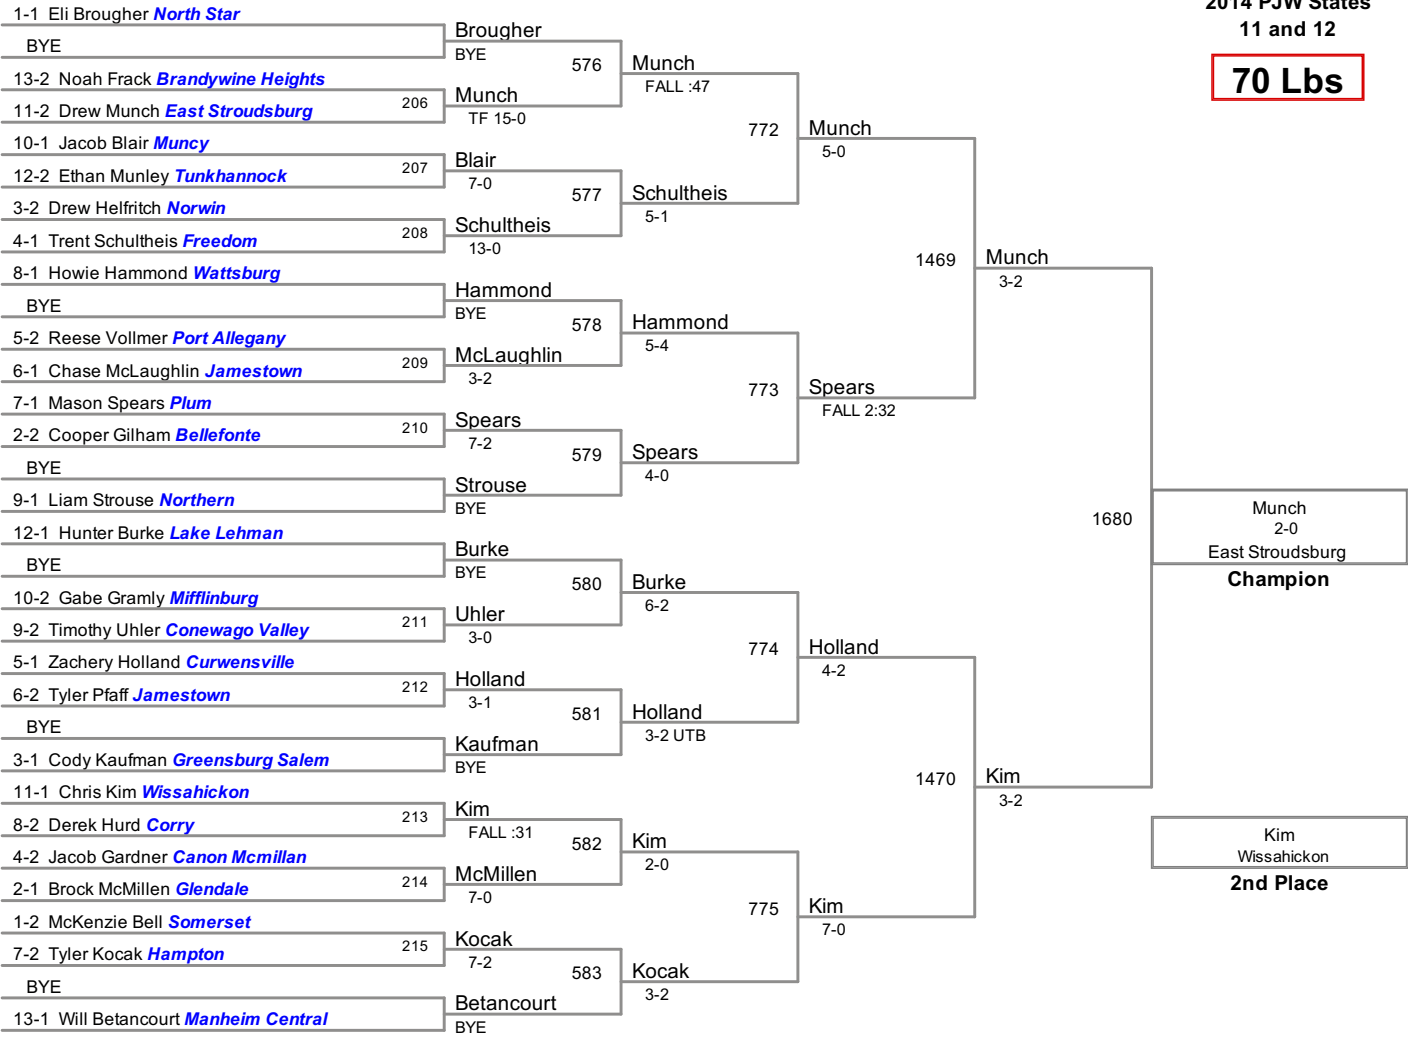 2014 PJW States
11 and 12
70 Lbs
1-1 Eli Brougher North Star
BYE
13-2 Noah Frack Brandywine Heights
11-2 Drew Munch East Stroudsburg
10-1 Jacob Blair Muncy
12-2 Ethan Munley Tunkhannock
3-2 Drew Helfritch Norwin
4-1 Trent Schultheis Freedom
8-1 Howie Hammond Wattsburg
BYE
5-2 Reese Vollmer Port Allegany
6-1 Chase McLaughlin Jamestown
7-1 Mason Spears Plum
2-2 Cooper Gilham Bellefonte
BYE
9-1 Liam Strouse Northern
12-1 Hunter Burke Lake Lehman
BYE
10-2 Gabe Gramly Mifflinburg
9-2 Timothy Uhler Conewago Valley
5-1 Zachery Holland Curwensville
6-2 Tyler Pfaff Jamestown
BYE
3-1 Cody Kaufman Greensburg Salem
11-1 Chris Kim Wissahickon
8-2 Derek Hurd Corry
4-2 Jacob Gardner Canon Mcmillan
2-1 Brock McMillen Glendale
1-2 McKenzie Bell Somerset
7-2 Tyler Kocak Hampton
BYE
13-1 Will Betancourt Manheim Central
206
207
208
209
210
211
212
213
214
215
Brougher
BYE
Munch
TF 15-0
Blair
7-0
Schultheis
13-0
Hammond
BYE
McLaughlin
3-2
Spears
7-2
Strouse
BYE
Burke
BYE
Uhler
3-0
Holland
3-1
Kaufman
BYE
Kim
FALL :31
McMillen
7-0
Kocak
7-2
Betancourt
BYE
576
577
578
579
580
581
582
583
Munch
FALL :47
Schultheis
5-1
Hammond
5-4
Spears
4-0
Burke
6-2
Holland
3-2 UTB
Kim
2-0
Kocak
3-2
772
773
774
775
Munch
5-0
Spears
FALL 2:32
Holland
4-2
Kim
7-0
1469
1470
Munch
3-2
Kim
3-2
1680
Munch
2-0
East Stroudsburg
Champion
Kim
Wissahickon
2nd Place